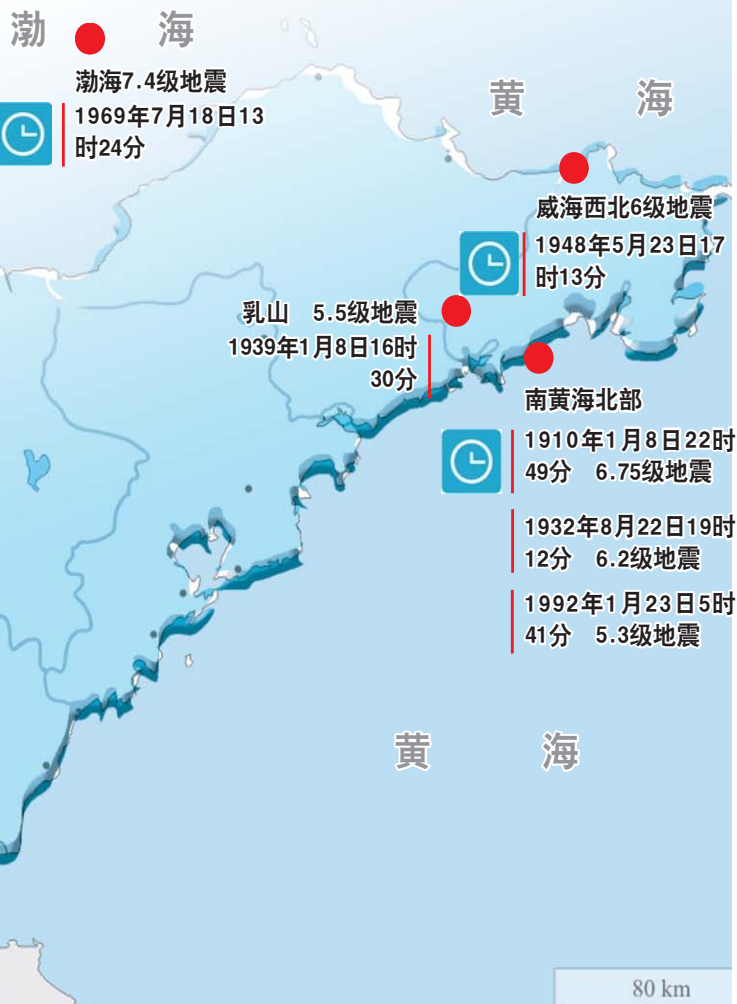 渤 海
渤海7.4级地震
1969年7月18日13
时24分
黄 海
威海西北6级地震
1948年5月23日17
时13分
乳山 5.5级地震
1939年1月8日16时
30分
南黄海北部
1910年1月8日22时
49分 6.75级地震
1932年8月22日19时
12分 6.2级地震
1992年1月23日5时
41分 5.3级地震
黄 海
80 km